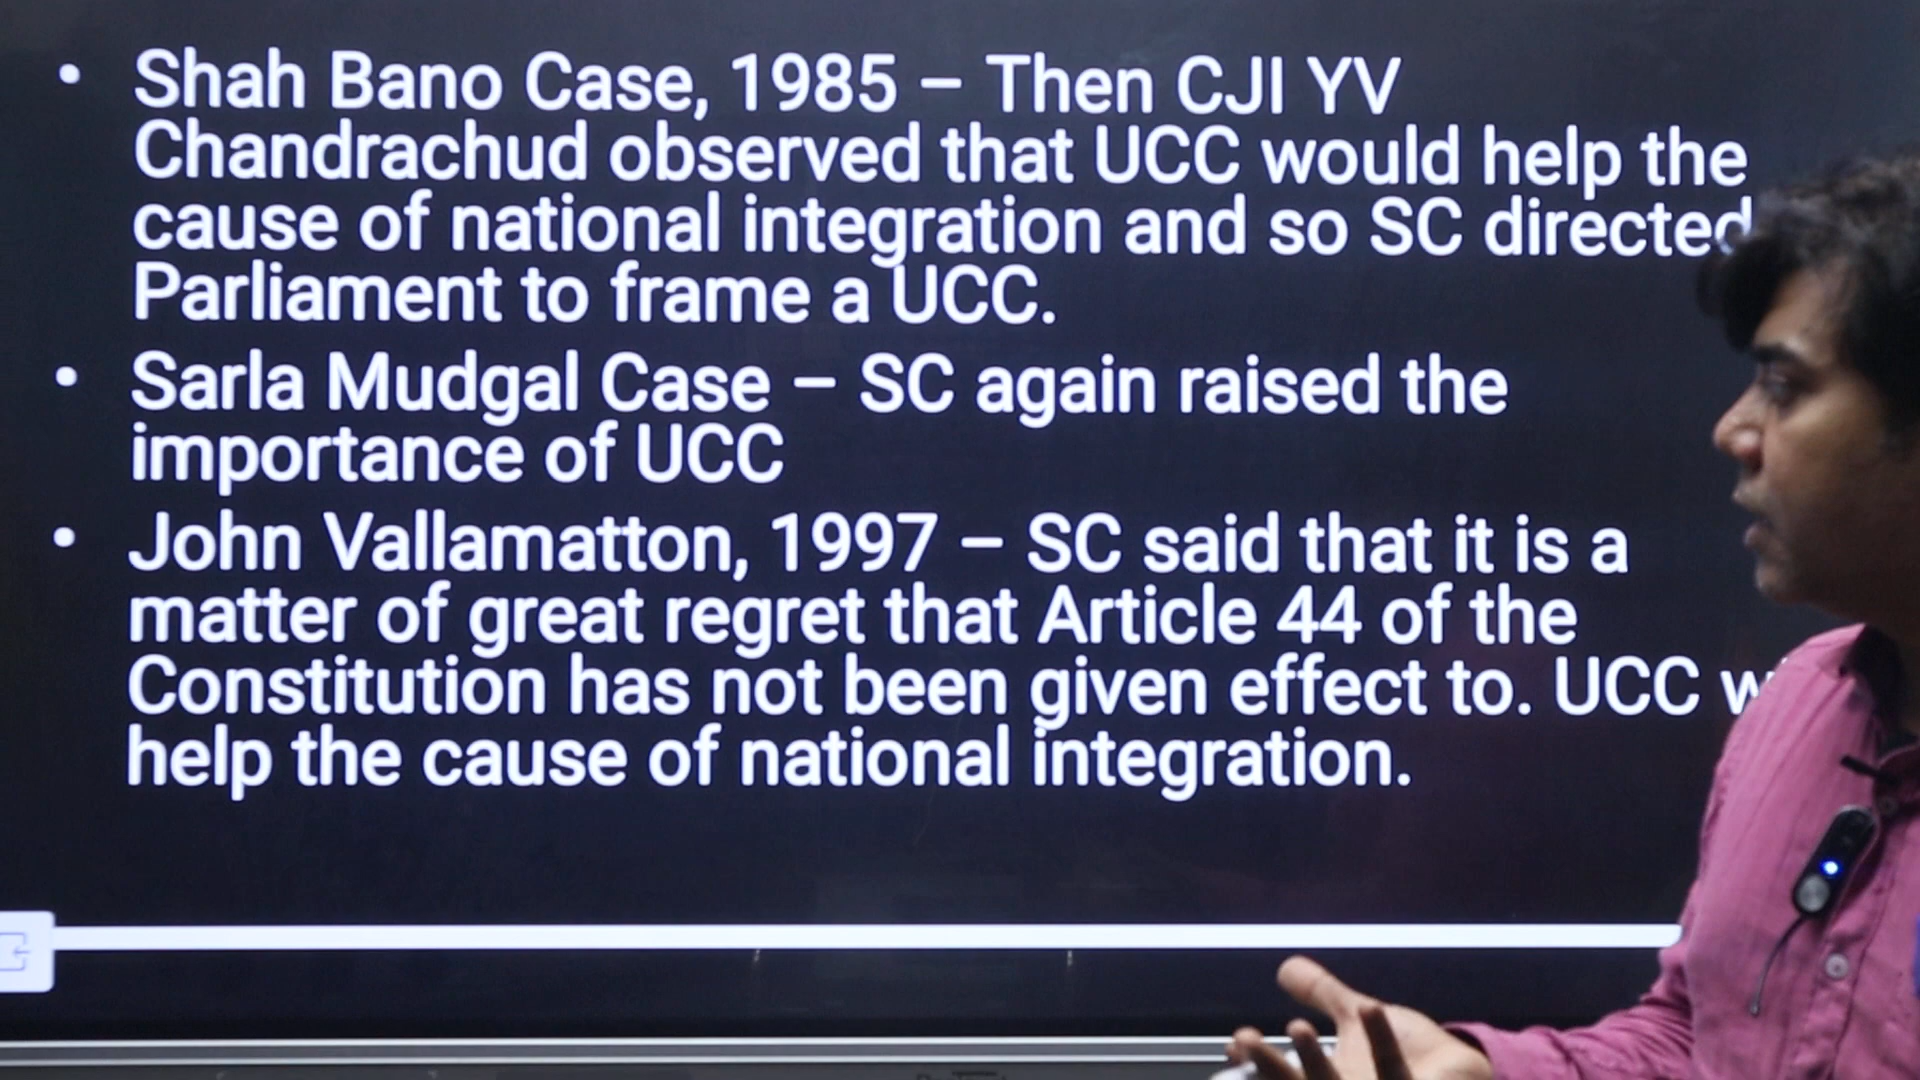 • Shah Bano Case, 1985 – Then CJI YV
Chandrachud observed that UCC would help the
cause of national integration and so SC directed
Parliament to frame a UCC.
• Sarla Mudgal Case – SC again raised the
importance of UCC
• John Vallamatton, 1997 – SC said that it is a
matter of great regret that Article 44 of the
Constitution has not been given effect to. UCC
help the cause of national integration.